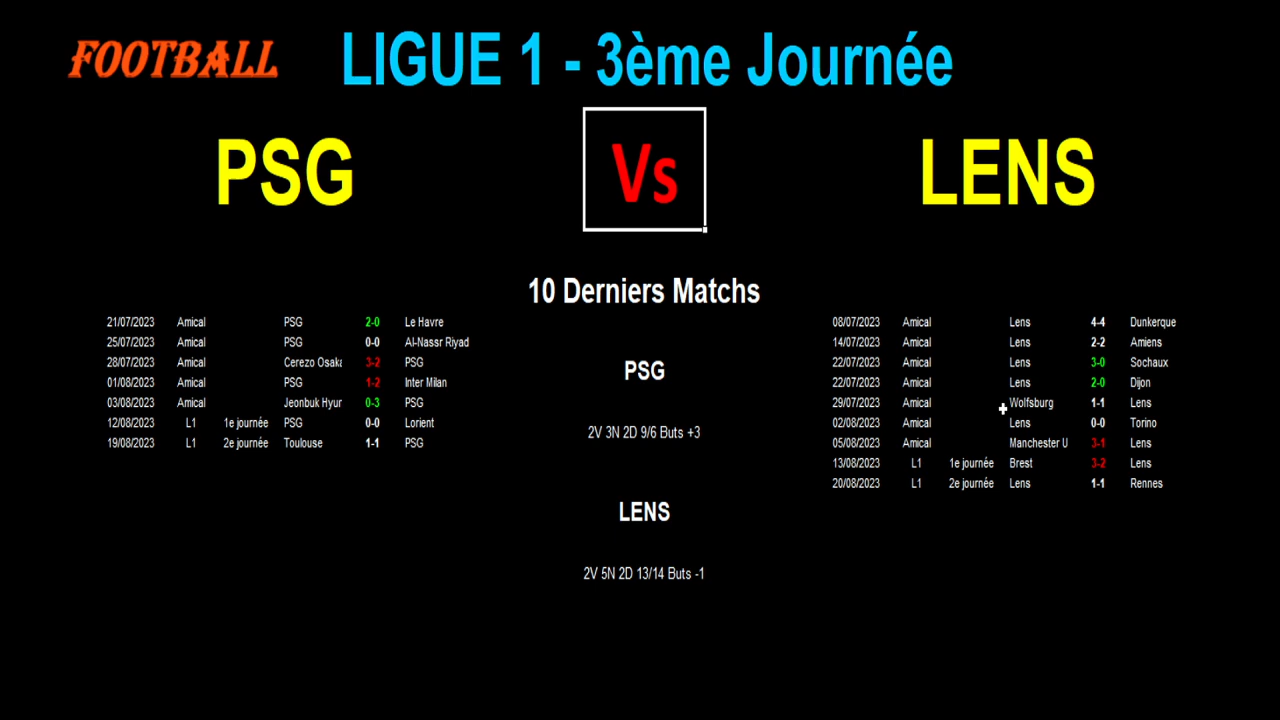 FOOTBALL
LIGUE 1 - 3ème Journée
PSG
Vs
LENS
10 Derniers Matchs
21/07/2023 Amical PSG 2-0 Le Havre
25/07/2023 Amical PSG 0-0 Al-Nassr Riyad
28/07/2023 Amical Cerezo Osaka 3-2 PSG
01/08/2023 Amical PSG 1-2 Inter Milan
03/08/2023 Amical Jeonbuk Hyur 0-3 PSG
12/08/2023 L1 1e journée PSG 0-0 Lorient
19/08/2023 L1 2e journée Toulouse 1-1 PSG
PSG
2V 3N 2D 9/6 Buts +3
LENS
2V 5N 2D 13/14 Buts -1
08/07/2023 Amical Lens 4-4 Dunkerque
14/07/2023 Amical Lens 2-2 Amiens
22/07/2023 Amical Lens 3-0 Sochaux
22/07/2023 Amical Lens 2-0 Dijon
29/07/2023 Amical Wolfsburg 1-1 Lens
02/08/2023 Amical Lens 0-0 Torino
05/08/2023 Amical Manchester U 3-1 Lens
13/08/2023 L1 1e journée Brest 3-2 Lens
20/08/2023 L1 2e journée Lens 1-1 Rennes